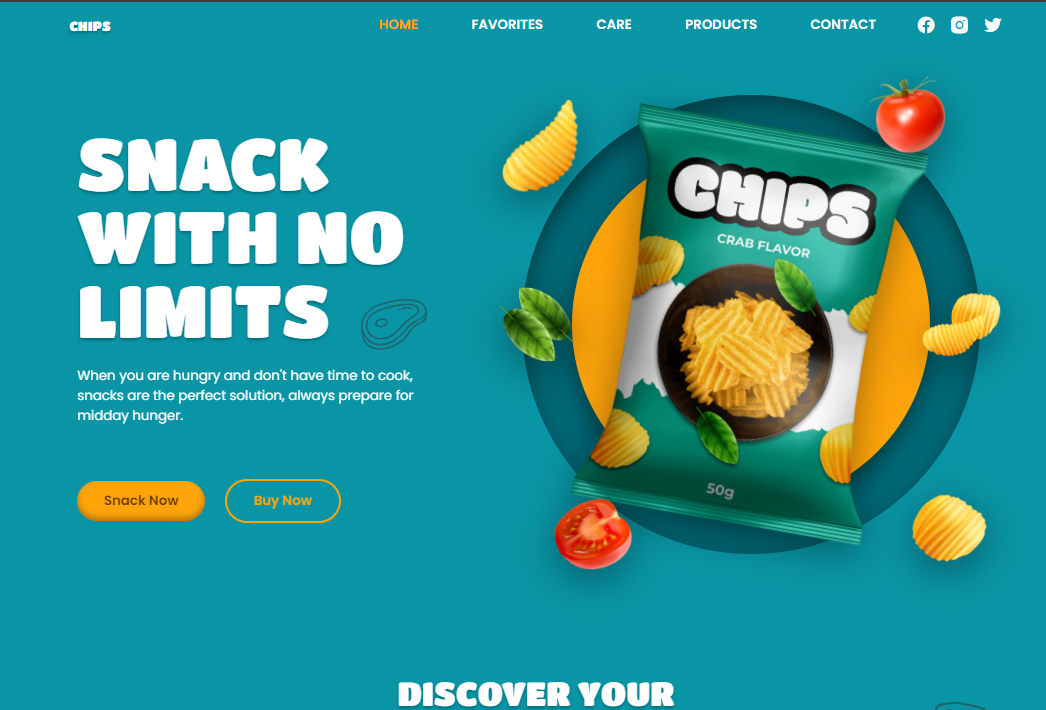 CHIPS
HOME
FAVORITES
CARE
PRODUCTS
CONTACT
SNACK
WITH NO
LIMITS
When you are hungry and don't have time to cook,
snacks are the perfect solution, always prepare for
midday hunger.
Snack Now
Buy Now
CHIPS
CRAB FLAVOR
50g
DISCOVER YOUR